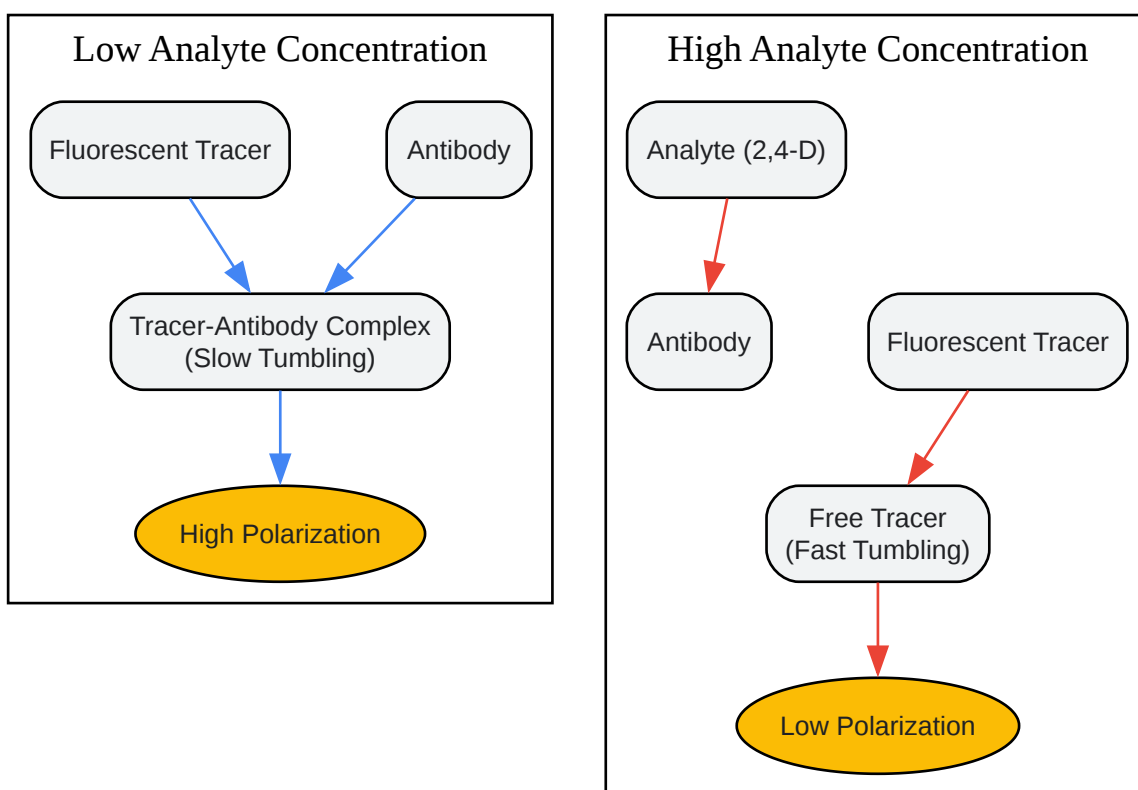 Low Analyte Concentration
Fluorescent Tracer
Antibody
Tracer-Antibody Complex
(Slow Tumbling)
High Polarization
High Analyte Concentration
Analyte (2,4-D)
Antibody
Fluorescent Tracer
Free Tracer
(Fast Tumbling)
Low Polarization